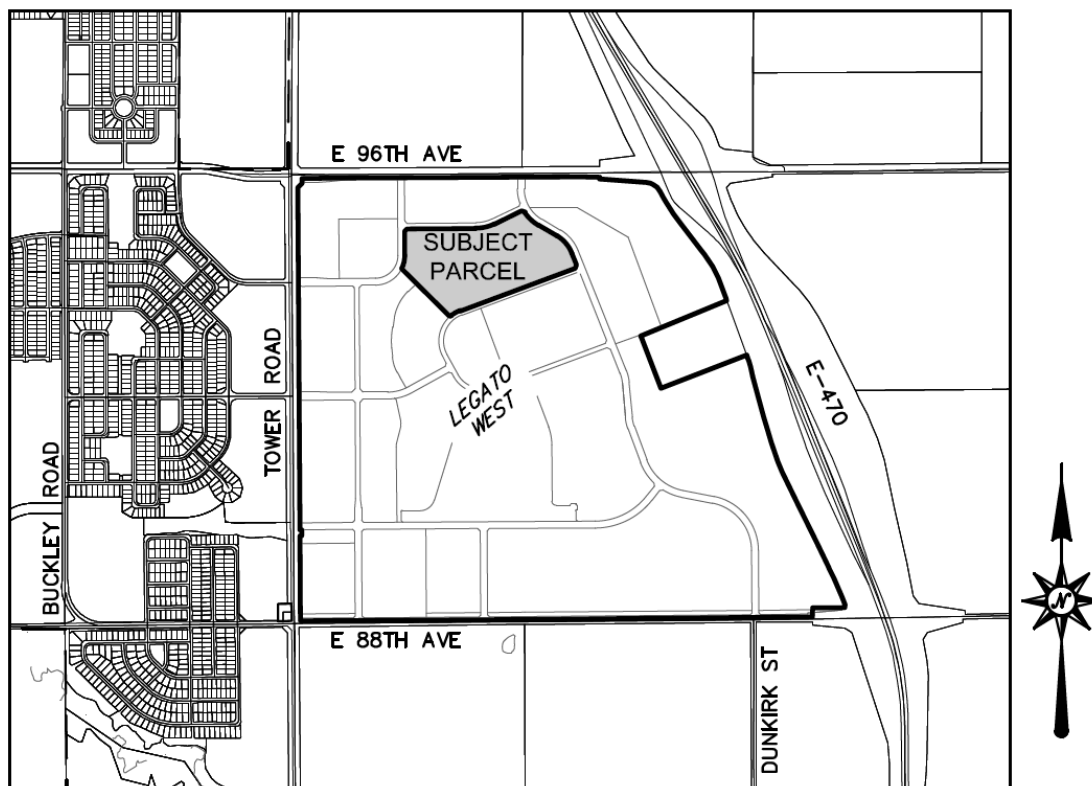 E 96TH AVE
SUBJECT
PARCEL
TOWER ROAD
LEGATO
WEST
E-470
BUCKLEY ROAD
E 88TH AVE
DUNKIRK ST
N